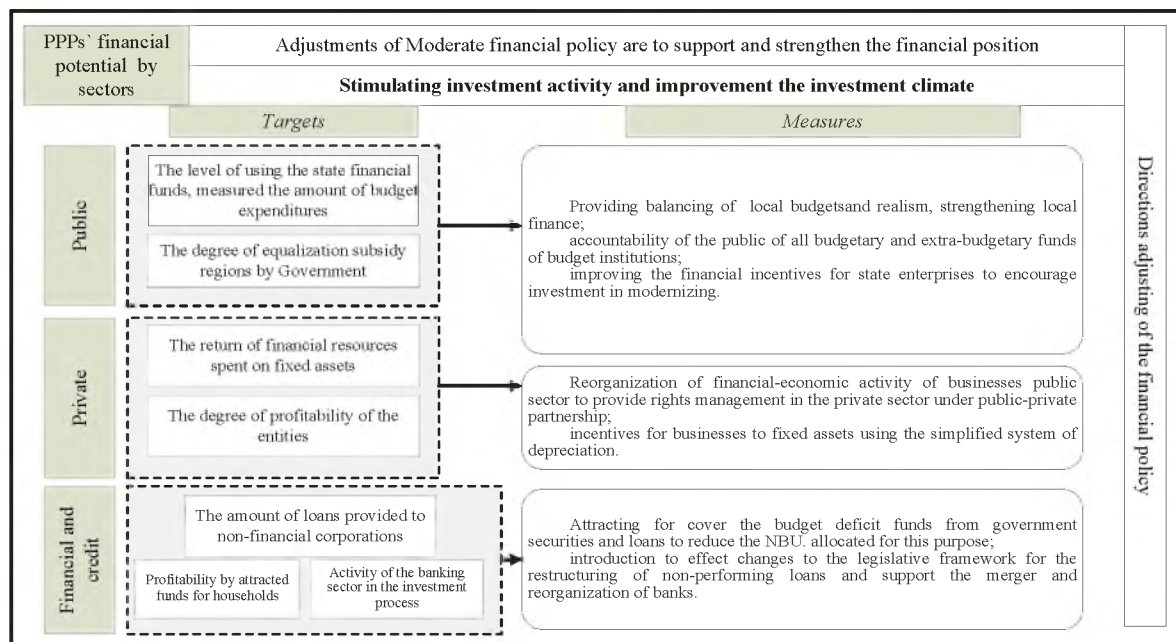 PPPs` financial
potential by
sectors
Adjustments of Moderate financial policy are to support and strengthen the financial position
Stimulating investment activity and improvement the investment climate
Targets
Measures
Public
The level of using the state financial
funds, measured the amount of budget
expenditures
The degree of equalization subsidy
regions by Government
Providing balancing of local budgetsand realism, strengthening local
finance;
accountability of the public of all budgetary and extra-budgetary funds
of budget institutions;
improving the financial incentives for state enterprises to encourage
investment in modernizing.
Private
The return of financial resources
spent on fixed assets
The degree of profitability of the
entities
Reorganization of financial-economic activity of businesses public
sector to provide rights management in the private sector under public-private
partnership;
incentives for businesses to fixed assets using the simplified system of
depreciation.
Financial and
credit
The amount of loans provided to
non-financial corporations
Profitability by attracted
funds for households
Activity of the banking
sector in the investment
process
Attracting for cover the budget deficit funds from government
securities and loans to reduce the NBU. allocated for this purpose;
introduction to effect changes to the legislative framework for the
restructuring of non-performing loans and support the merger and
reorganization of banks.
Directions adjusting of the financial policy